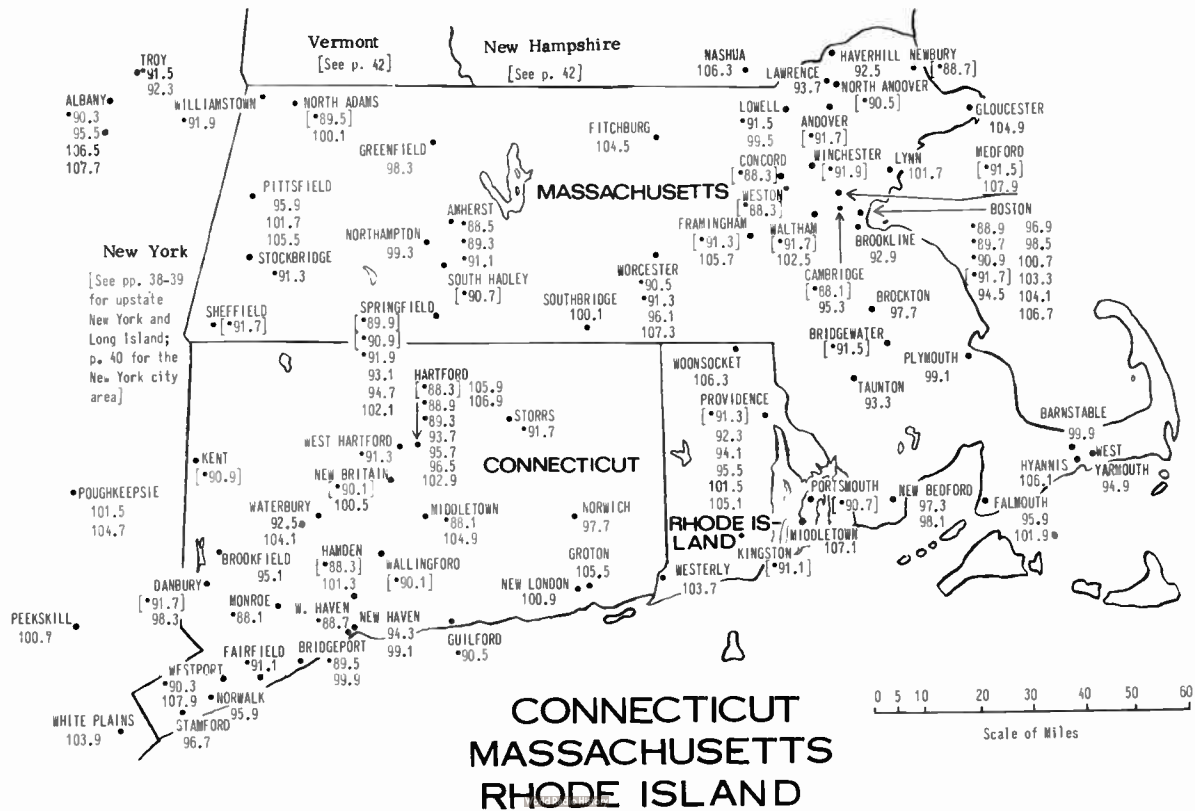 Vermont
[See p. 42]
New Hampshire
[See p. 42]
TROY
•91.5
92.3
ALBANY
•90.3
95.5
106.5
107.7
WILLIAMSTOWN
•91.9
NORTH ADAMS
[•89.5]
100.1
GREENFIELD
98.3
FITCHBURG
104.5
NASHUA
106.3
LAWRENCE
93.7
HAVERHILL
92.5
NEWBURY
[•88.7]
NORTH ANDOVER
[•90.5]
LOWELL
•91.5
99.5
ANDOVER
[•91.7]
GLOUCESTER
104.9
CONCORD
[•88.3]
WINCHESTER
[•91.9]
LYNN
101.7
MEDFORD
[•91.5]
107.9
WESTON
[•88.3]
MASSACHUSETTS
PITTSFIELD
95.9
101.7
105.5
STOCKBRIDGE
•91.3
AMHERST
•88.5
•89.3
•91.1
NORTHAMPTON
99.3
SOUTH HADLEY
[•90.7]
FRAMINGHAM
[•91.3]
105.7
WALTHAM
[•91.7]
102.5
BROOKLINE
92.9
BOSTON
•88.9 96.9
•89.7 98.5
•90.9 100.7
[•91.7] 103.3
94.5 104.1
106.7
New York
[See pp. 38-39
for upstate
New York and
Long Island;
p. 40 for the
New York city
area]
WORCESTER
•90.5
•91.3
96.1
107.3
SOUTHBRIDGE
100.1
CAMBRIDGE
[•88.1]
95.3
BROCKTON
97.7
BRIDGEWATER
[•91.5]
PLYMOUTH
99.1
TAUNTON
93.3
SHEFFIELD
[•91.7]
SPRINGFIELD
[•89.9]
[•90.9]
•91.9
93.1
94.7
102.1
HARTFORD
[•88.3] 105.9
•88.9 106.9
•89.3
93.7
95.7
96.5
102.9
STORRS
•91.7
WOONSOCKET
106.3
PROVIDENCE
[•91.3]
92.3
94.1
95.5
101.5
105.1
BARNSTABLE
99.9
HYANNIS
106.1
WEST
YARMOUTH
94.9
WEST HARTFORD
•91.3
CONNECTICUT
KENT
[•90.9]
NEW BRITAIN
[•90.1]
100.5
POUGHKEEPSIE
101.5
104.7
WATERBURY
92.5
104.1
MIDDLETOWN
•88.1
104.9
NORWICH
97.7
PORTSMOUTH
[•90.7]
NEW BEDFORD
97.3
98.1
FALMOUTH
95.9
101.9
RHODE IS-
LAND
MIDDLETOWN
107.1
KINGSTON
[•91.1]
BROOKFIELD
95.1
HAMDEN
[•88.3]
101.3
WALLINGFORD
[•90.1]
GROTON
105.5
NEW LONDON
100.9
WESTERLY
103.7
DANBURY
[•91.7]
98.3
MONROE
•88.1
W. HAVEN
•88.7
NEW HAVEN
94.3
99.1
GUILFORD
•90.5
PEEKSKILL
100.7
FAIRFIELD
•91.1
BRIDGEPORT
•89.5
99.9
WESTPORT
•90.3
107.9
NORWALK
95.9
STAMFORD
96.7
WHITE PLAINS
103.9
0 5 10 20 30 40 50 60
Scale of Miles
CONNECTICUT
MASSACHUSETTS
RHODE ISLAND